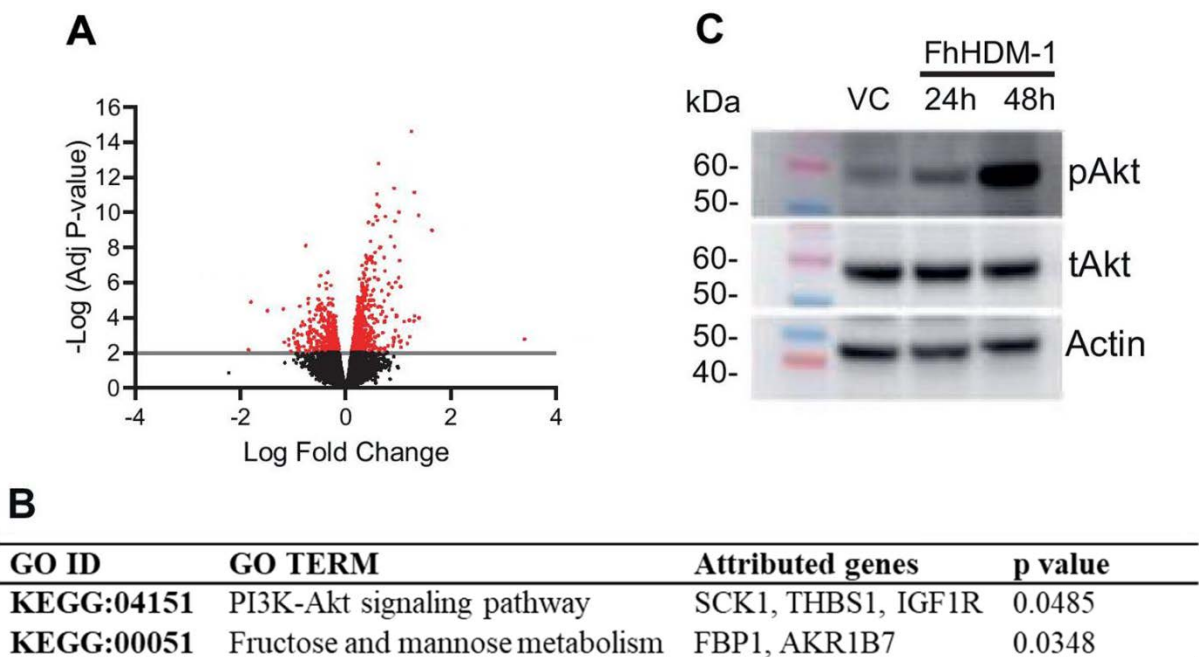 A
16
14
12
10
8
6
4
2
0
-Log (Adj P-value)
-4 -2 0 2 4
Log Fold Change
C
FhHDM-1
kDa VC 24h 48h
60-
50-
pAkt
60-
50-
tAkt
50-
40-
Actin
B
GO ID GO TERM Attributed genes p value
KEGG:04151 PI3K-Akt signaling pathway SCK1, THBS1, IGF1R 0.0485
KEGG:00051 Fructose and mannose metabolism FBP1, AKR1B7 0.0348